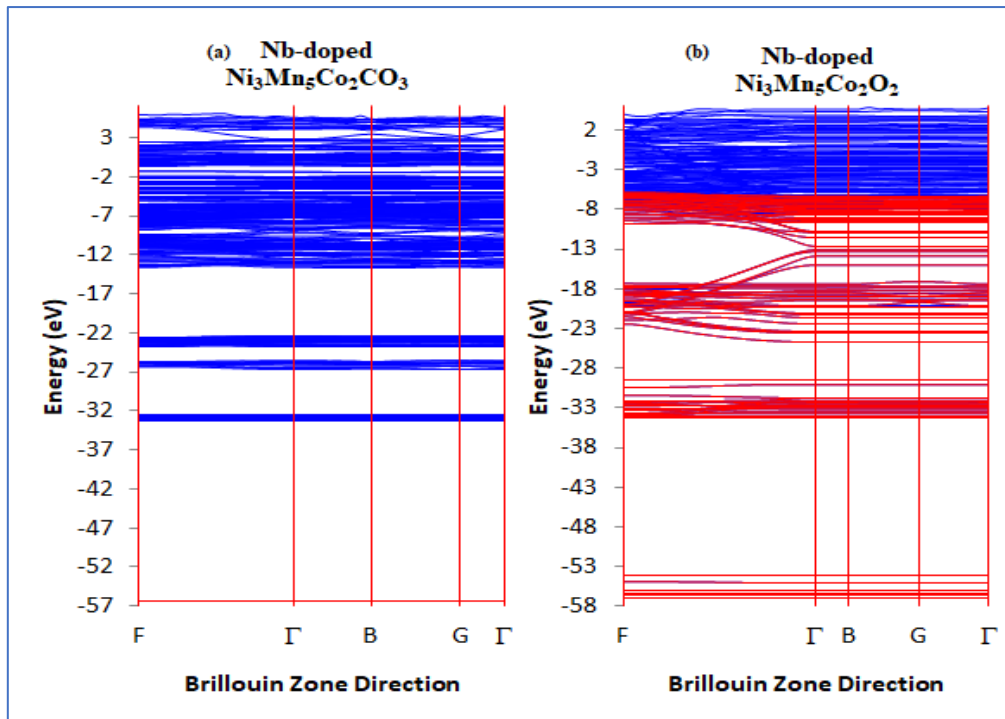 (a) Nb-doped
Ni₃Mn₅Co₂CO₃
Energy (eV)
3
-2
-7
-12
-17
-22
-27
-32
-37
-42
-47
-52
-57
F Γ B G Γ
Brillouin Zone Direction
(b) Nb-doped
Ni₃Mn₅Co₂O₂
Energy (eV)
2
-3
-8
-13
-18
-23
-28
-33
-38
-43
-48
-53
-58
F Γ B G Γ
Brillouin Zone Direction